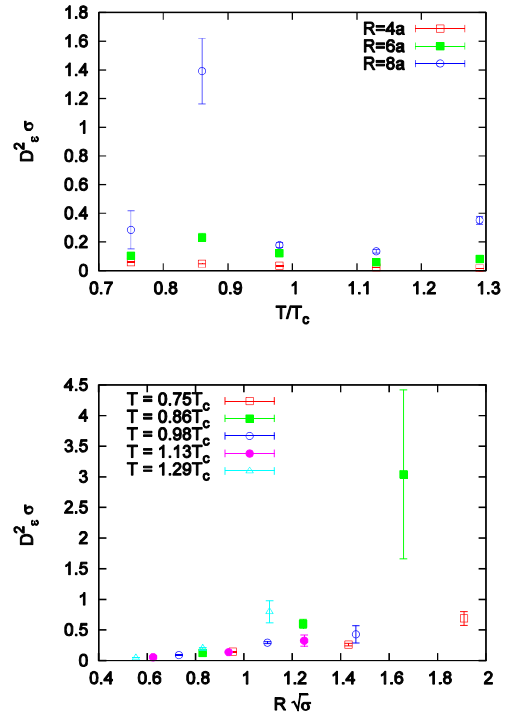 1.8
1.6
1.4
1.2
1
0.8
0.6
0.4
0.2
0
D²ε σ
R=4a
R=6a
R=8a
0.7 0.8 0.9 1 1.1 1.2 1.3
T/Tc
4.5
4
3.5
3
2.5
2
1.5
1
0.5
0
D²ε σ
T = 0.75Tc
T = 0.86Tc
T = 0.98Tc
T = 1.13Tc
T = 1.29Tc
0.4 0.6 0.8 1 1.2 1.4 1.6 1.8 2
R √σ